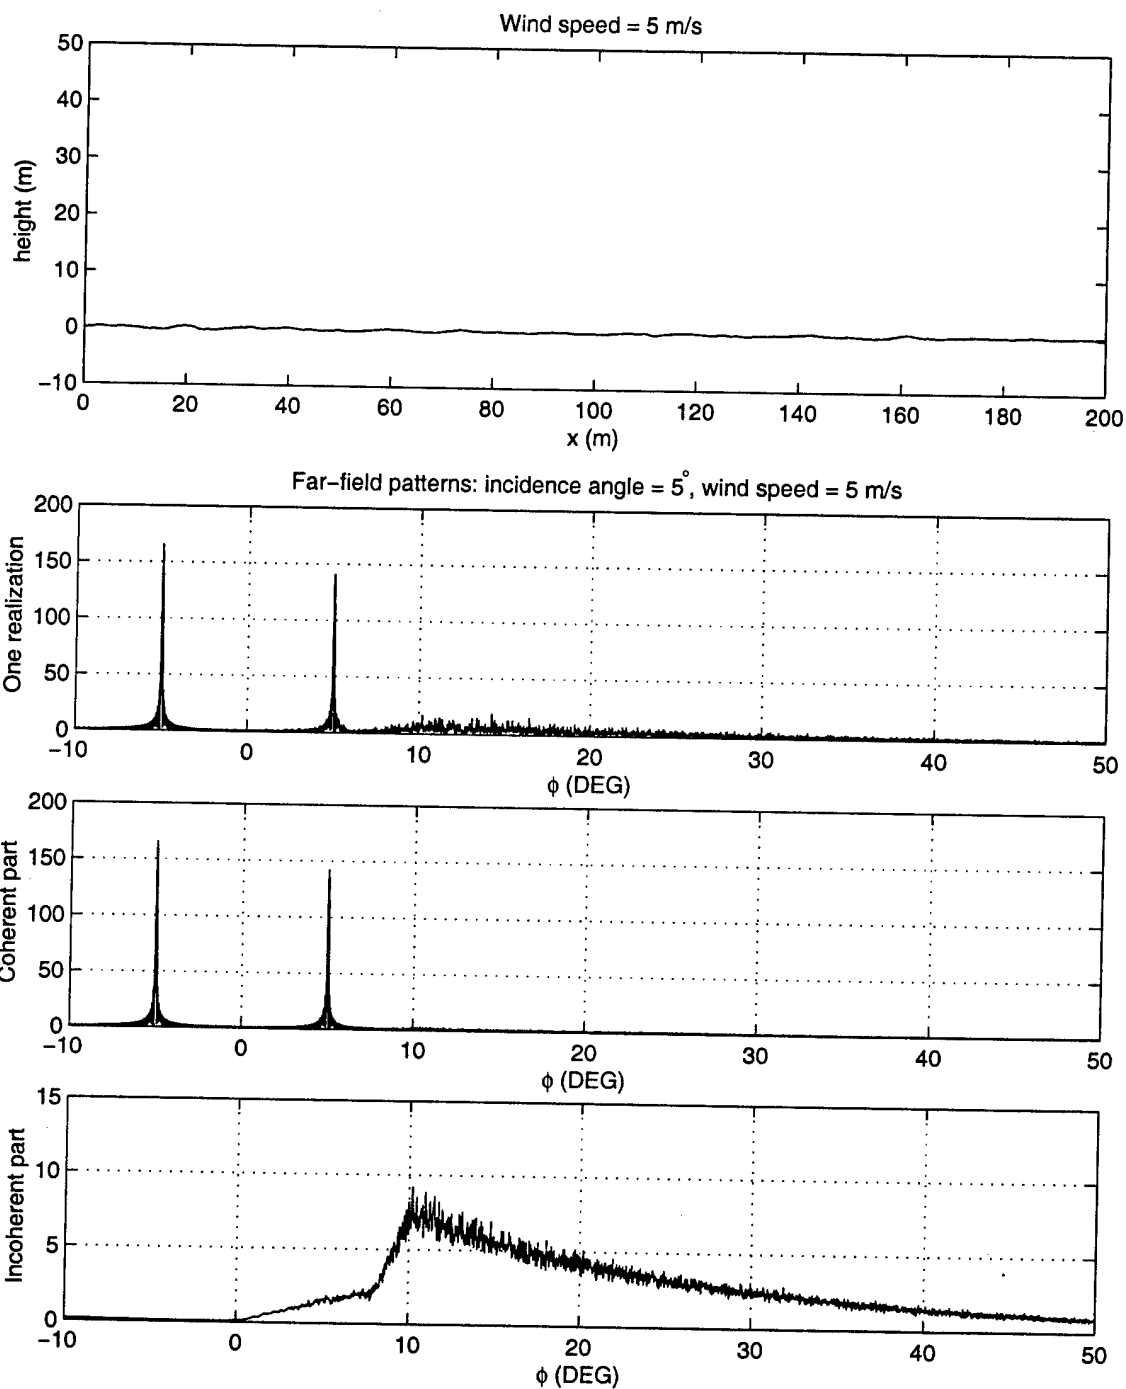 Wind speed = 5 m/s
50
40
30
20
10
0
−10
height (m)
0 20 40 60 80 100 120 140 160 180 200
x (m)
Far−field patterns: incidence angle = 5°, wind speed = 5 m/s
200
150
100
50
0
One realization
−10 0 10 20 30 40 50
ϕ (DEG)
200
150
100
50
0
Coherent part
−10 0 10 20 30 40 50
ϕ (DEG)
15
10
5
0
Incoherent part
−10 0 10 20 30 40 50
ϕ (DEG)